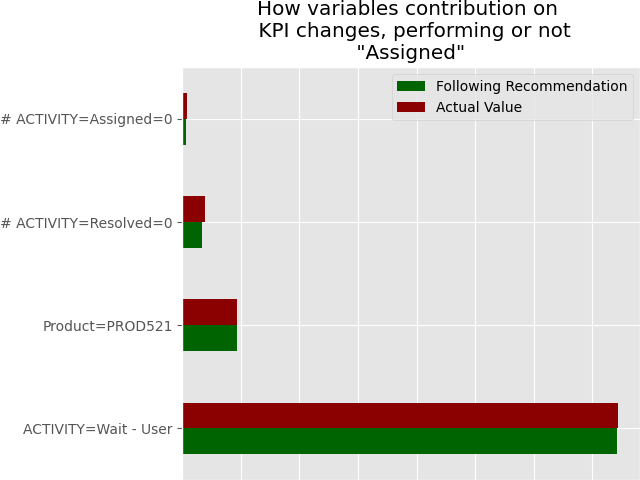 How variables contribution on
KPI changes, performing or not
"Assigned"
Following Recommendation
Actual Value
# ACTIVITY=Assigned=0
# ACTIVITY=Resolved=0
Product=PROD521
ACTIVITY=Wait - User